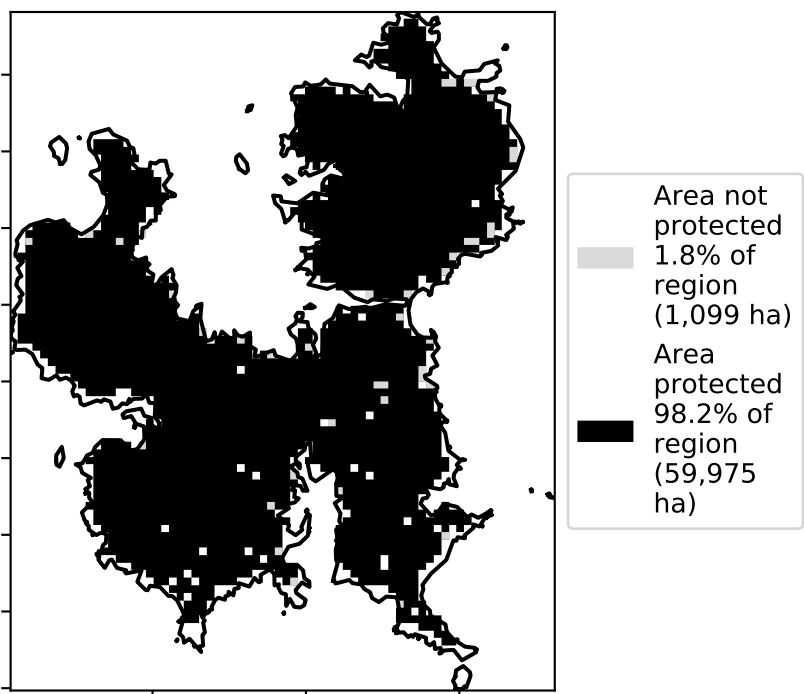 Area not
protected
1.8% of
region
(1,099 ha)
Area
protected
98.2% of
region
(59,975
ha)